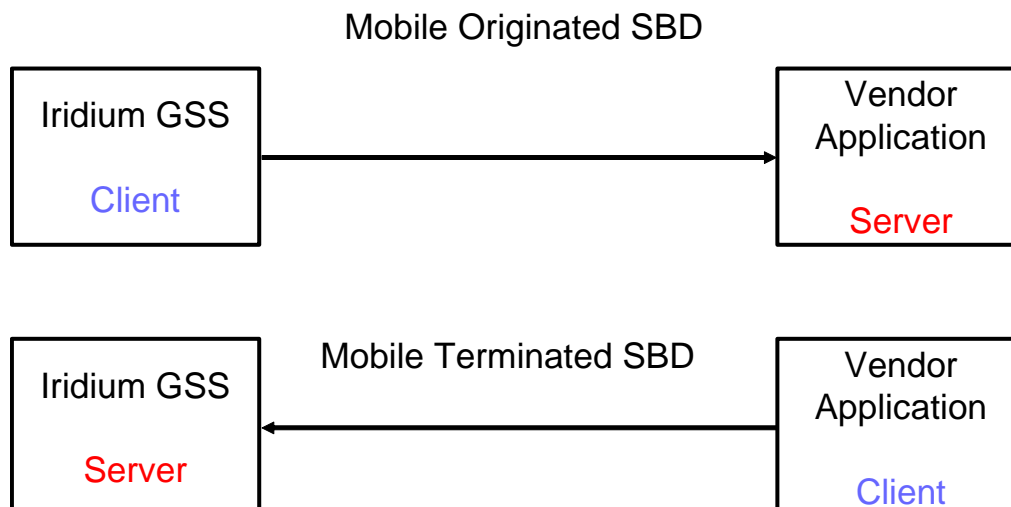 Mobile Originated SBD
Iridium GSS
Client
Vendor
Application
Server
Mobile Terminated SBD
Iridium GSS
Server
Vendor
Application
Client